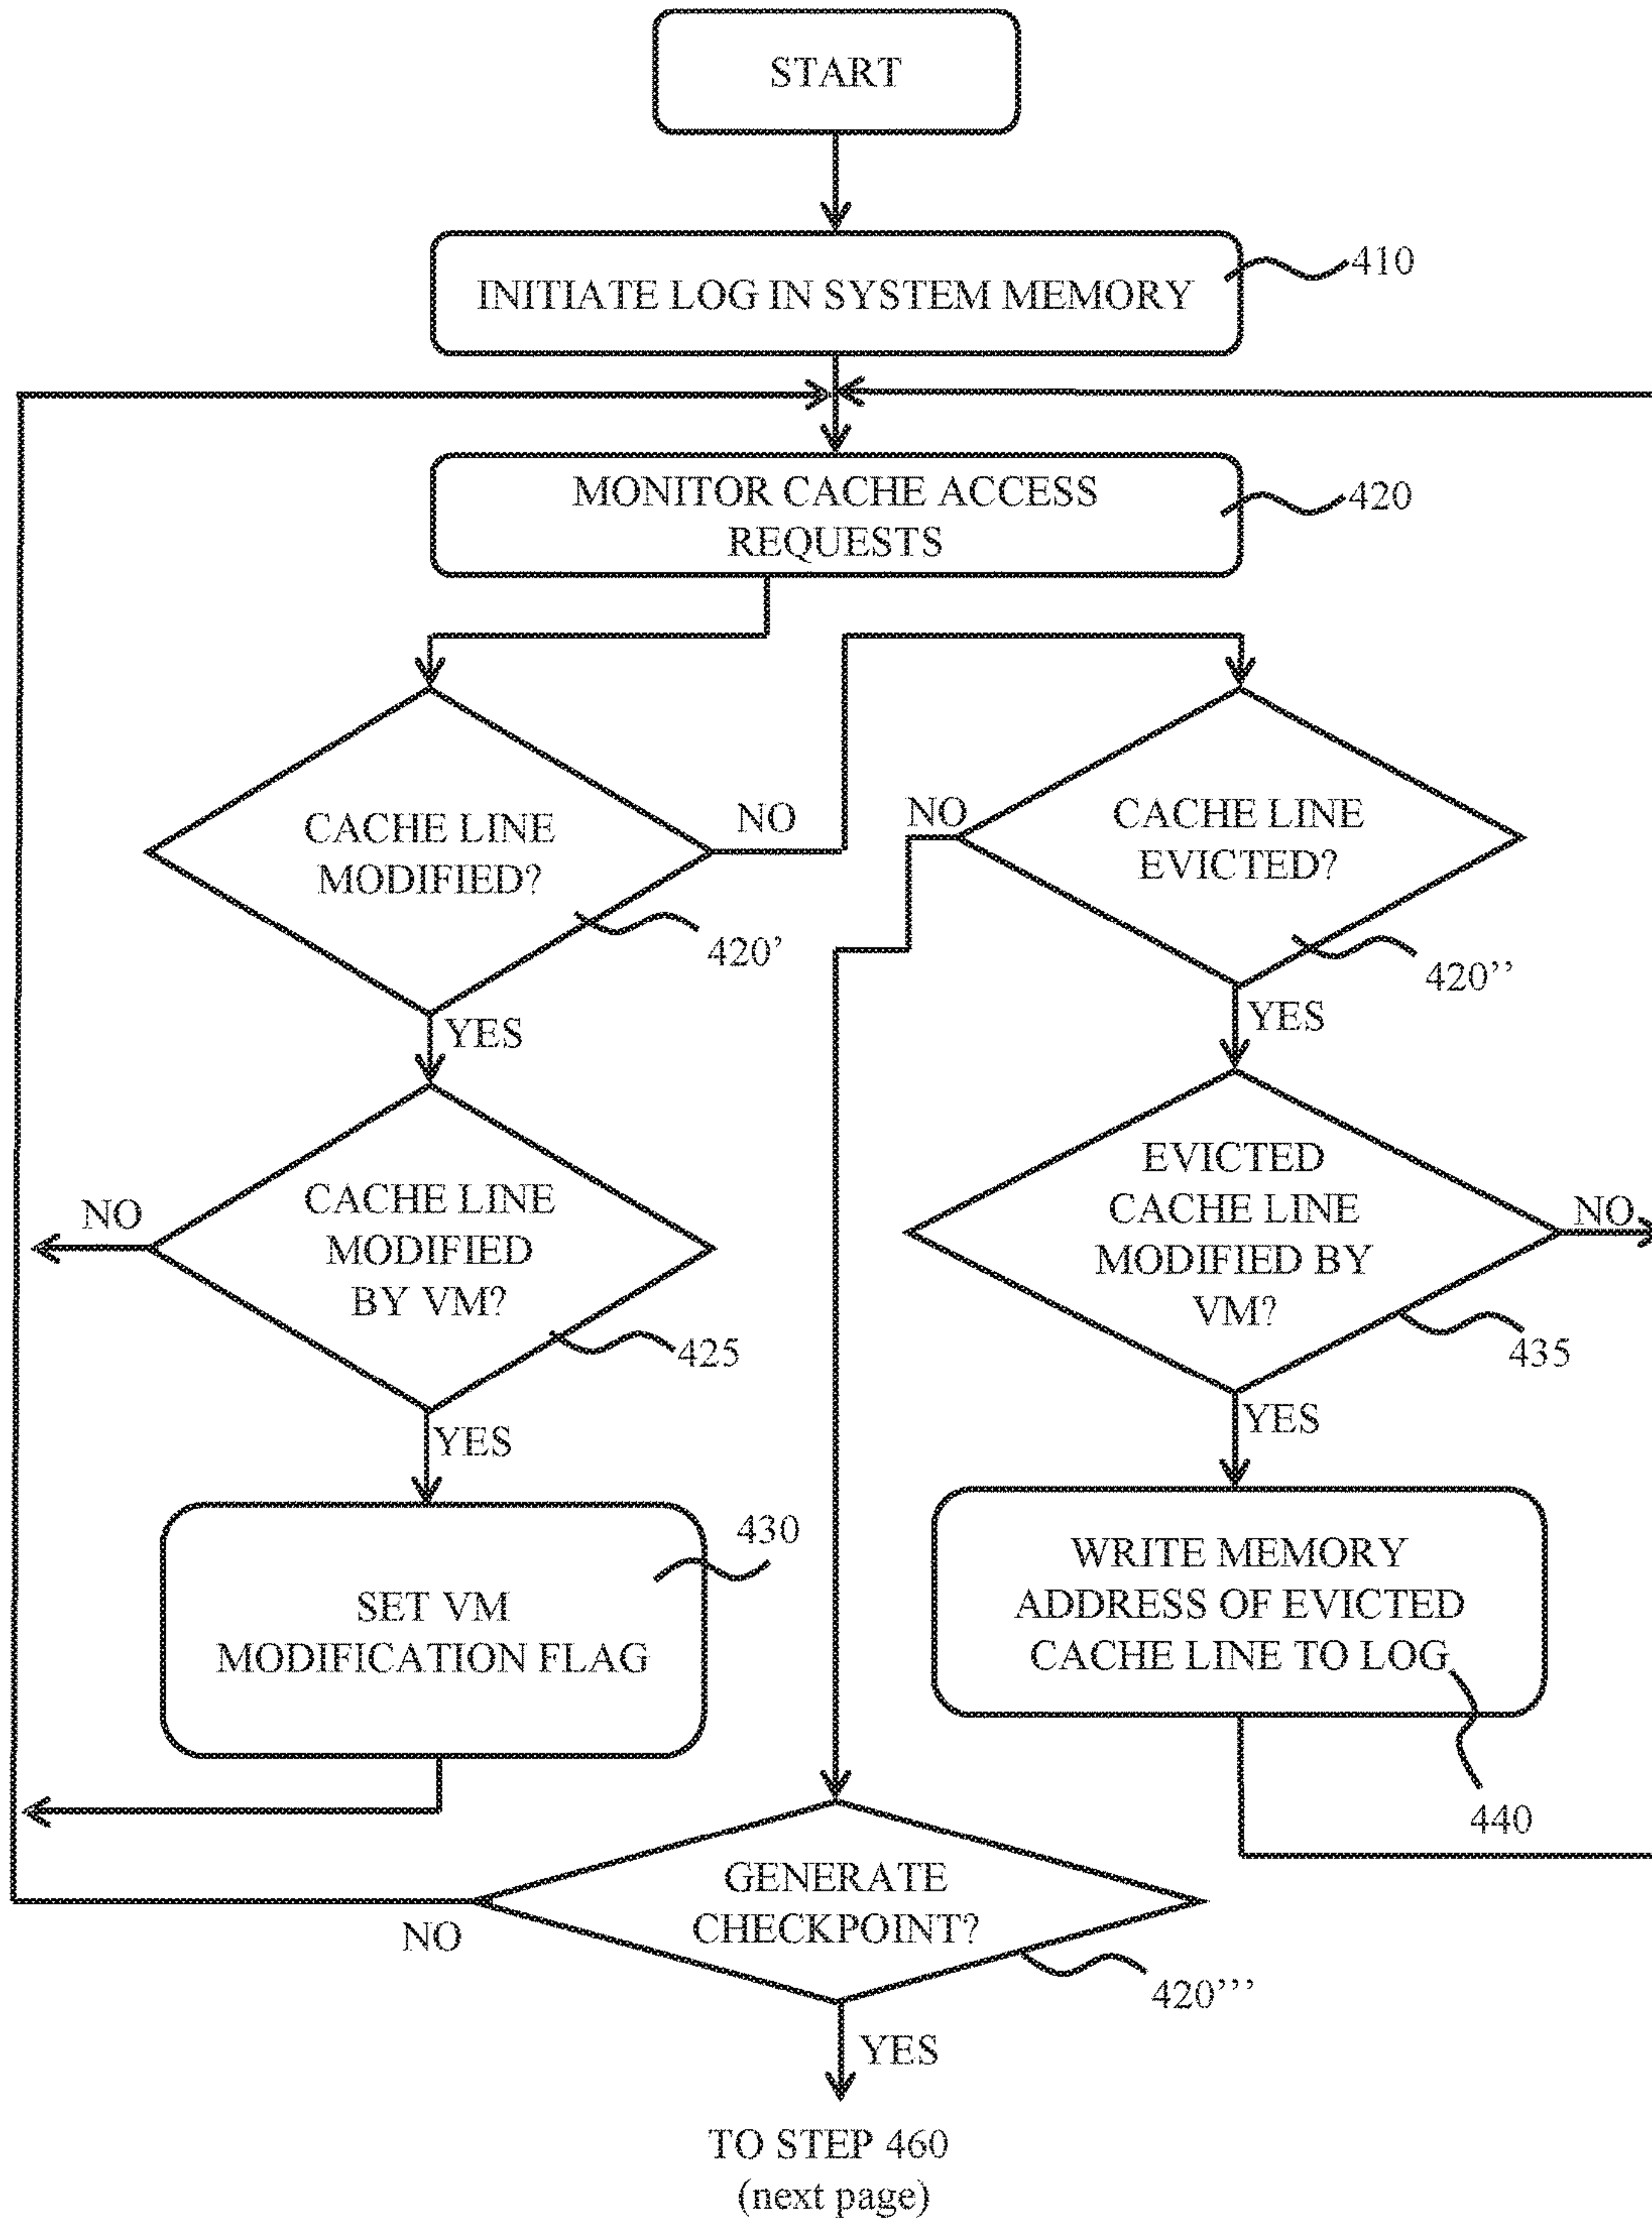 START
INITIATE LOG IN SYSTEM MEMORY
410
MONITOR CACHE ACCESS
REQUESTS
420
CACHE LINE
MODIFIED?
NO
420'
YES
NO
CACHE LINE
EVICTED?
420’’
YES
CACHE LINE
MODIFIED
BY VM?
NO
425
YES
EVICTED
CACHE LINE
MODIFIED BY
VM?
NO
435
YES
SET VM
MODIFICATION FLAG
430
WRITE MEMORY
ADDRESS OF EVICTED
CACHE LINE TO LOG
440
GENERATE
CHECKPOINT?
NO
420’’’
YES
TO STEP 460
(next page)